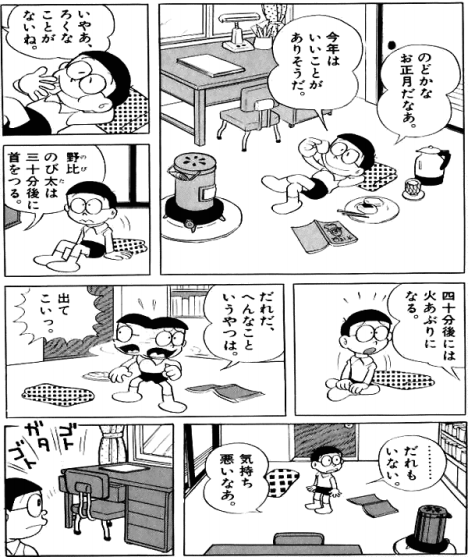 のどかな
お正月だなあ。
今年は
いいことが
ありそうだ。
いやあ、
ろくな
ことが
ないね。
野比
のび太は
三十分後に
首をつる。
四十分後には
火あぶりに
なる。
だれだ、
へんなこと
いうやつは。
出て
こいっ。
………
だれも
いない。
気持ち
悪いなあ。
ゴト
ガタ
ゴト